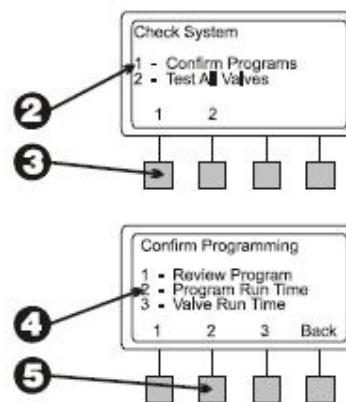 Check System
1 - Confirm Programs
2 - Test All Valves
1 2
2
3
Confirm Programming
1 - Review Program
2 - Program Run Time
3 - Valve Run Time
1 2 3 Back
4
5